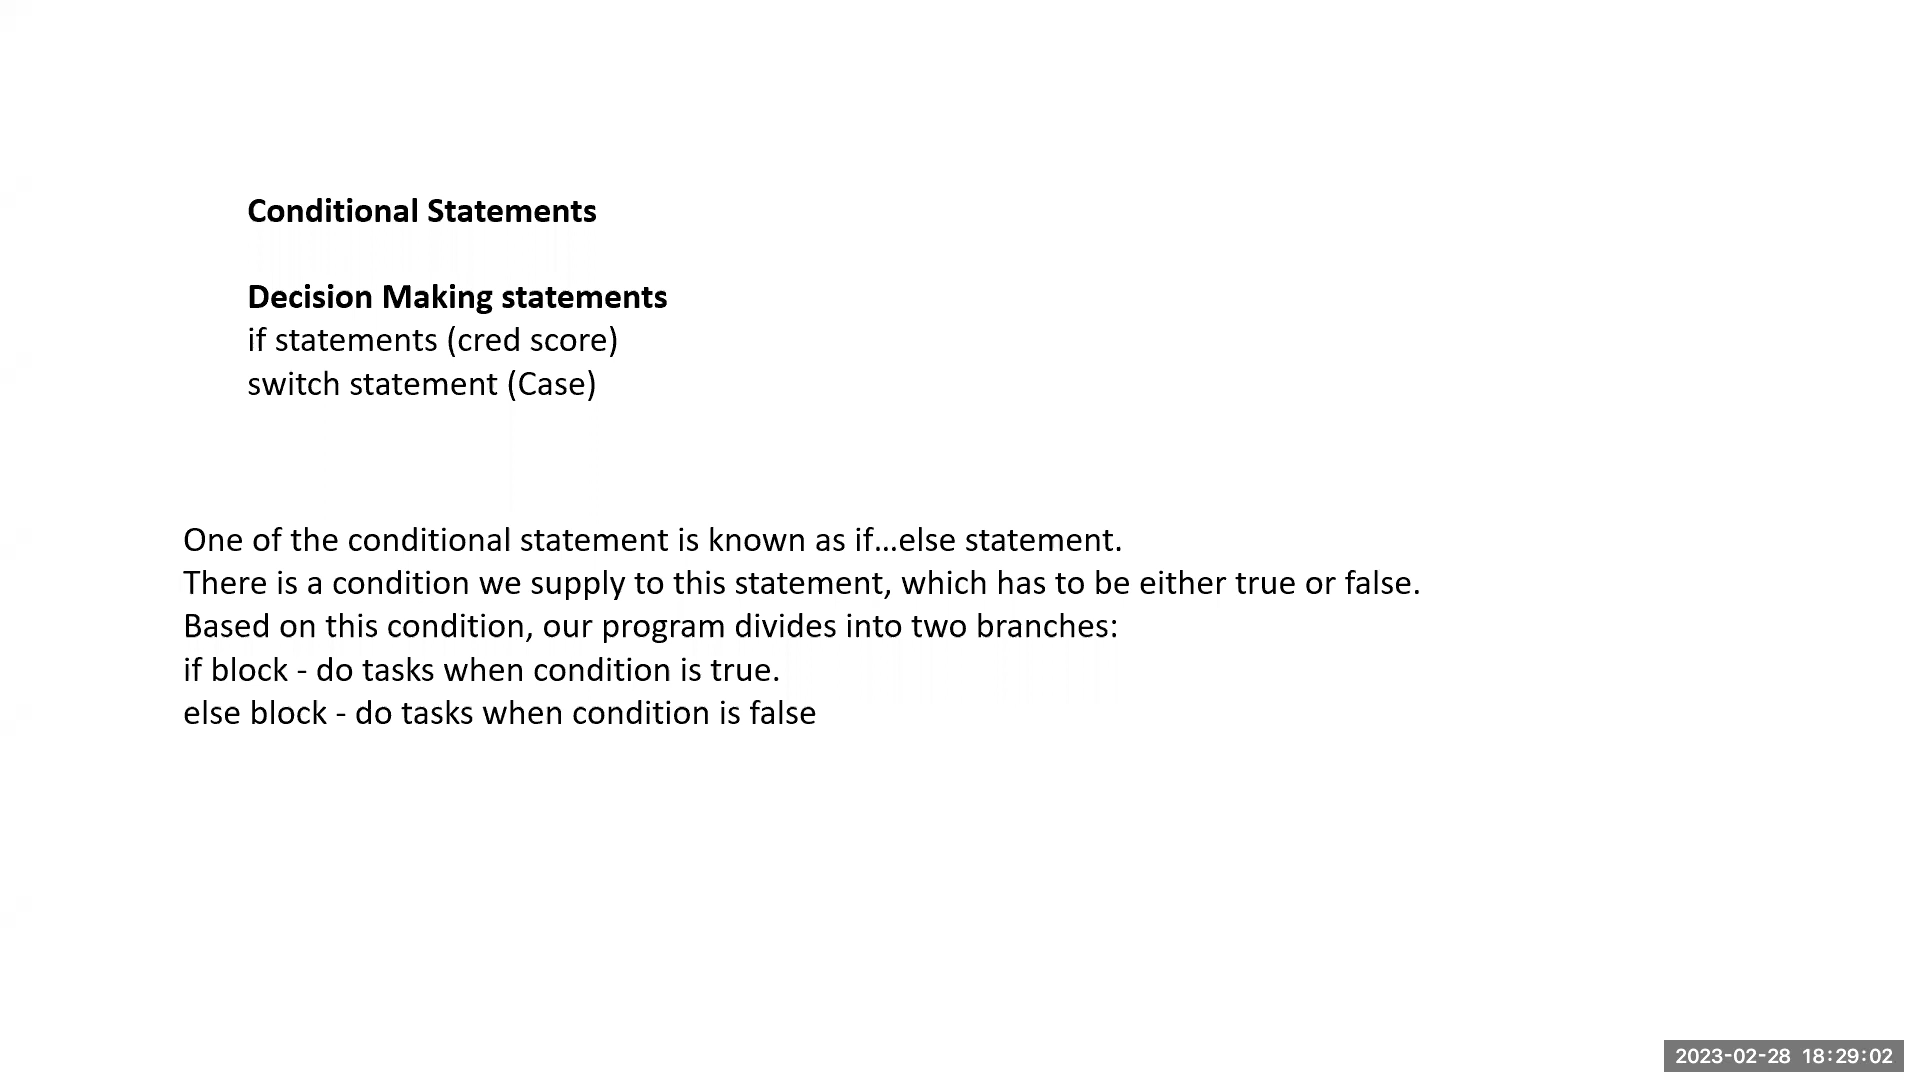 Conditional Statements
Decision Making statements
if statements (cred score)
switch statement (Case)
One of the conditional statement is known as if...else statement.
There is a condition we supply to this statement, which has to be either true or false.
Based on this condition, our program divides into two branches:
if block - do tasks when condition is true.
else block - do tasks when condition is false
2023-02-28 18:29:02